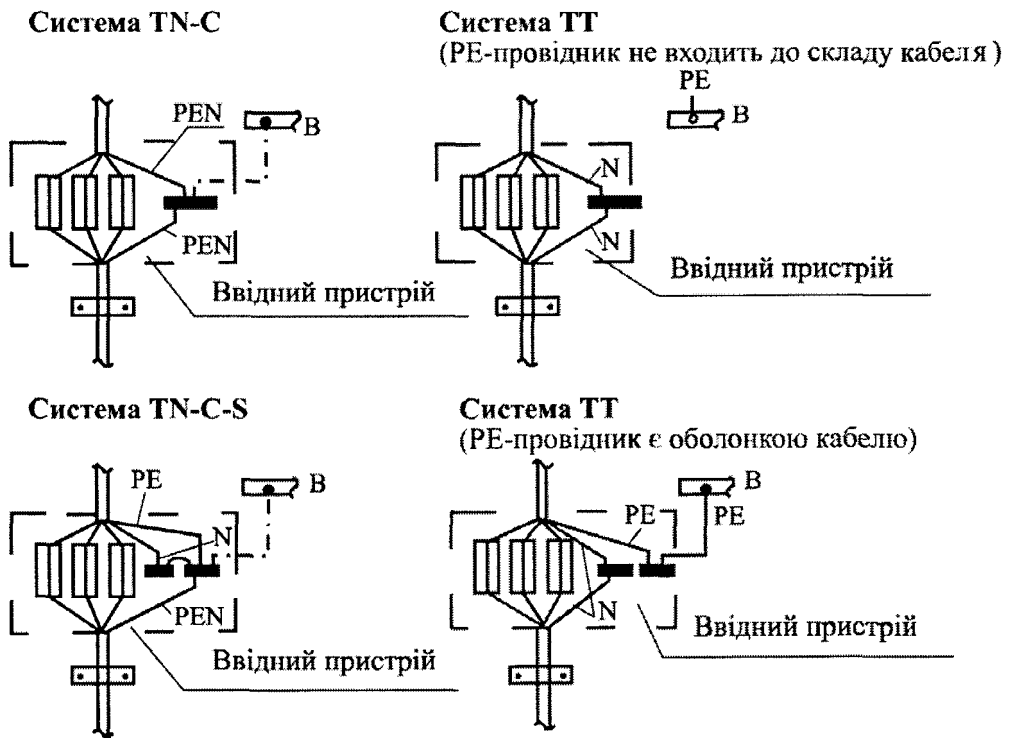 Система TN-C
PEN
B
PEN
Ввідний пристрій
Система TT
(PE-провідник не входить до складу кабеля)
PE
B
N
N
Ввідний пристрій
Система TN-C-S
PE
B
N
PEN
Ввідний пристрій
Система TT
(PE-провідник є оболонкою кабелю)
B
PE
PE
N
Ввідний пристрій